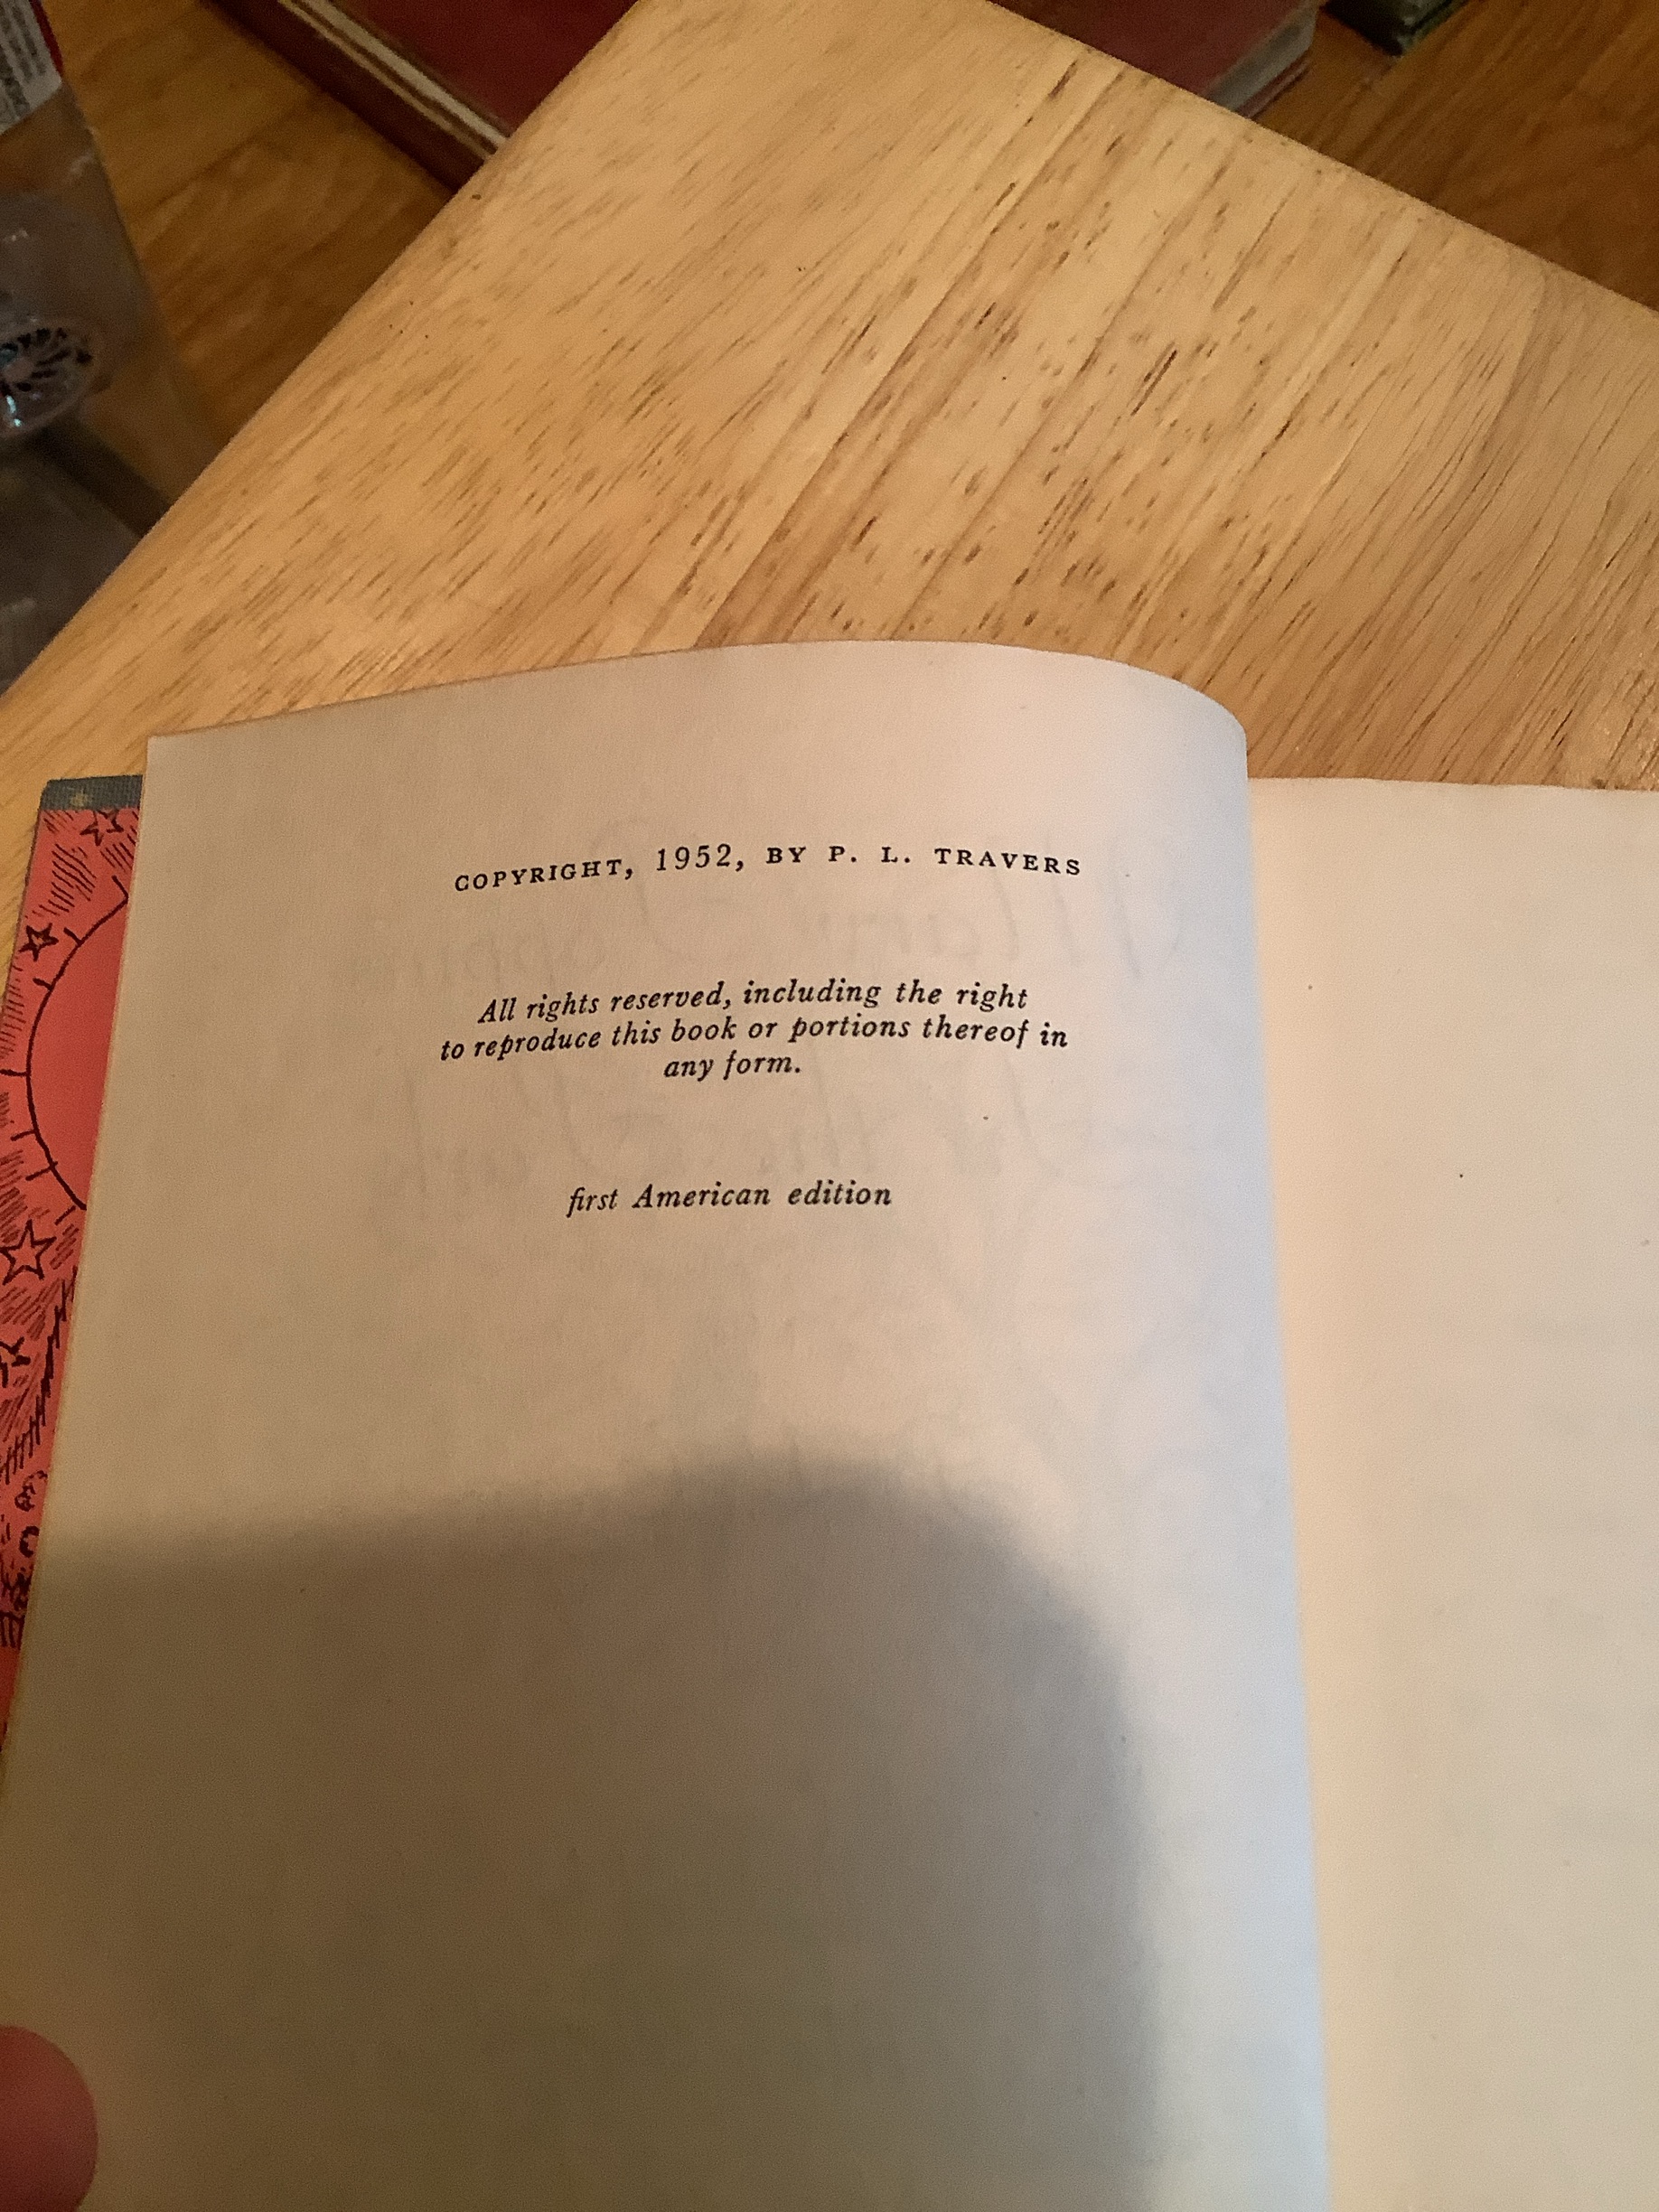 COPYRIGHT, 1952, BY P. L. TRAVERS
All rights reserved, including the right
to reproduce this book or portions thereof in
any form.
first American edition